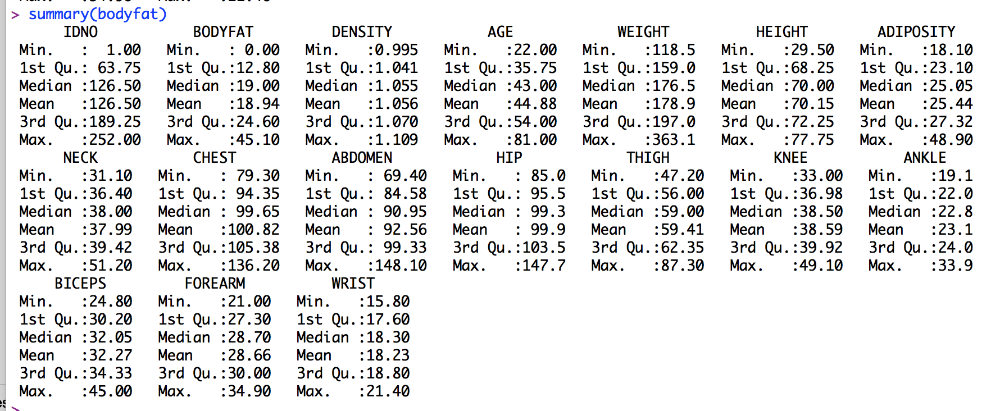 > summary(bodyfat)
IDNO BODYFAT DENSITY AGE WEIGHT HEIGHT ADIPOSITY
Min. : 1.00 Min. : 0.00 Min. :0.995 Min. :22.00 Min. :118.5 Min. :29.50 Min. :18.10
1st Qu.: 63.75 1st Qu.:12.80 1st Qu.:1.041 1st Qu.:35.75 1st Qu.:159.0 1st Qu.:68.25 1st Qu.:23.10
Median :126.50 Median :19.00 Median :1.055 Median :43.00 Median :176.5 Median :70.00 Median :25.05
Mean :126.50 Mean :18.94 Mean :1.056 Mean :44.88 Mean :178.9 Mean :70.15 Mean :25.44
3rd Qu.:189.25 3rd Qu.:24.60 3rd Qu.:1.070 3rd Qu.:54.00 3rd Qu.:197.0 3rd Qu.:72.25 3rd Qu.:27.32
Max. :252.00 Max. :45.10 Max. :1.109 Max. :81.00 Max. :363.1 Max. :77.75 Max. :48.90
NECK CHEST ABDOMEN HIP THIGH KNEE ANKLE
Min. :31.10 Min. : 79.30 Min. : 69.40 Min. : 85.0 Min. :47.20 Min. :33.00 Min. :19.1
1st Qu.:36.40 1st Qu.: 94.35 1st Qu.: 84.58 1st Qu.: 95.5 1st Qu.:56.00 1st Qu.:36.98 1st Qu.:22.0
Median :38.00 Median : 99.65 Median : 90.95 Median : 99.3 Median :59.00 Median :38.50 Median :22.8
Mean :37.99 Mean :100.82 Mean : 92.56 Mean : 99.9 Mean :59.41 Mean :38.59 Mean :23.1
3rd Qu.:39.42 3rd Qu.:105.38 3rd Qu.: 99.33 3rd Qu.:103.5 3rd Qu.:62.35 3rd Qu.:39.92 3rd Qu.:24.0
Max. :51.20 Max. :136.20 Max. :148.10 Max. :147.7 Max. :87.30 Max. :49.10 Max. :33.9
BICEPS FOREARM WRIST
Min. :24.80 Min. :21.00 Min. :15.80
1st Qu.:30.20 1st Qu.:27.30 1st Qu.:17.60
Median :32.05 Median :28.70 Median :18.30
Mean :32.27 Mean :28.66 Mean :18.23
3rd Qu.:34.33 3rd Qu.:30.00 3rd Qu.:18.80
Max. :45.00 Max. :34.90 Max. :21.40
>